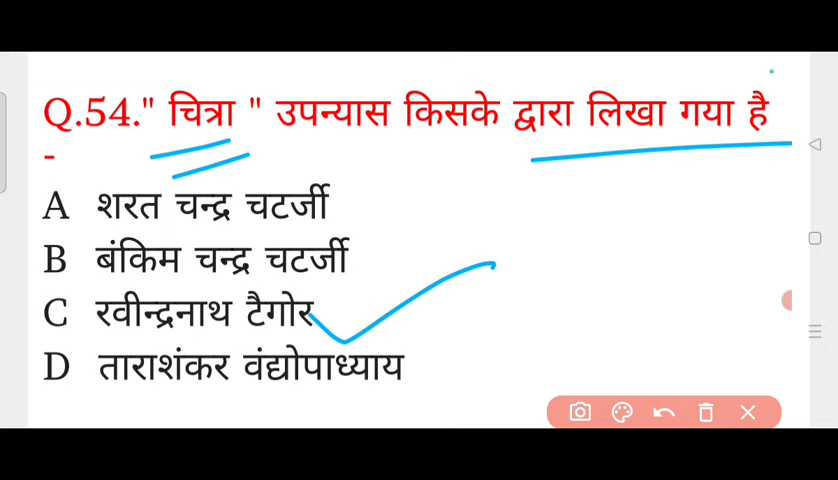 Q.54." चित्रा " उपन्यास किसके द्वारा लिखा गया है
-
A शरत चन्द्र चटर्जी
B बंकिम चन्द्र चटर्जी
C रवीन्द्रनाथ टैगोर
D ताराशंकर वंद्योपाध्याय